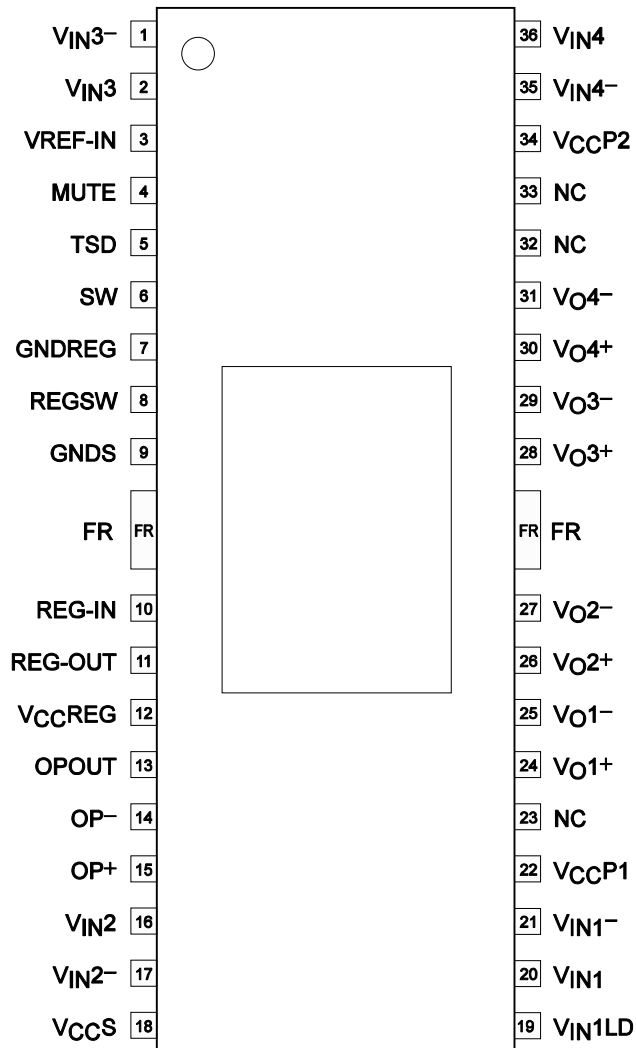 VIN3− 1 36 VIN4
VIN3 2 35 VIN4−
VREF-IN 3 34 VCCP2
MUTE 4 33 NC
TSD 5 32 NC
SW 6 31 VO4−
GNDREG 7 30 VO4+
REGSW 8 29 VO3−
GNDS 9 28 VO3+
FR FR FR FR
REG-IN 10 27 VO2−
REG-OUT 11 26 VO2+
VCCREG 12 25 VO1−
OPOUT 13 24 VO1+
OP− 14 23 NC
OP+ 15 22 VCCP1
VIN2 16 21 VIN1−
VIN2− 17 20 VIN1
VCCS 18 19 VIN1LD